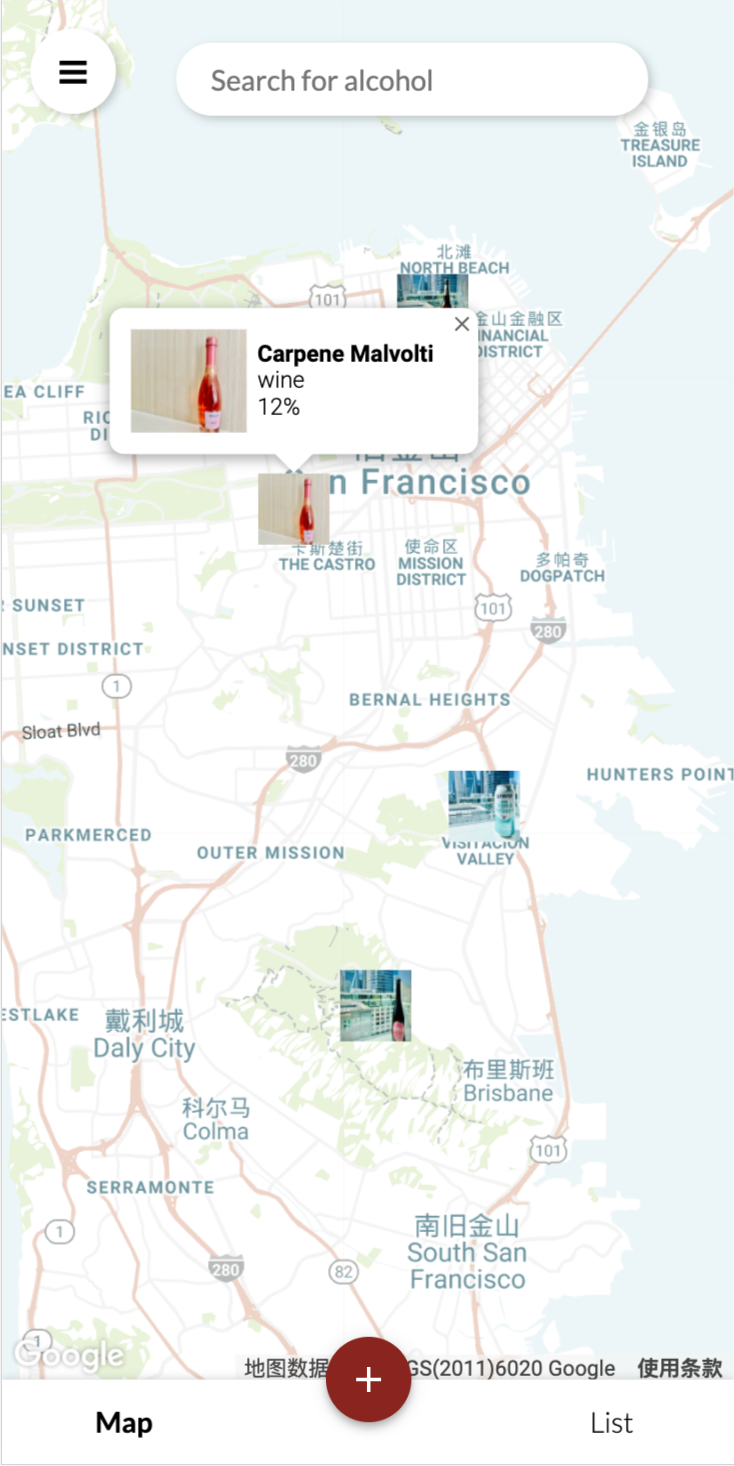 Search for alcohol
金银岛
TREASURE
ISLAND
北滩
NORTH BEACH
101
金山金融区
INANCIAL
DISTRICT
Carpene Malvolti
wine
12%
EA CLIFF
RIC
DI
旧金山
n Francisco
卡斯楚街
THE CASTRO
使命区
MISSION
DISTRICT
多帕奇
DOGPATCH
SUNSET
101
280
NSET DISTRICT
1
BERNAL HEIGHTS
Sloat Blvd
280
HUNTERS POINT
PARKMERCED
OUTER MISSION
VISITACION
VALLEY
ESTLAKE
戴利城
Daly City
布里斯班
Brisbane
科尔马
Colma
101
SERRAMONTE
南旧金山
South San
Francisco
1
280
82
1
Google
地图数据 GS(2011)6020 Google 使用条款
+
Map
List